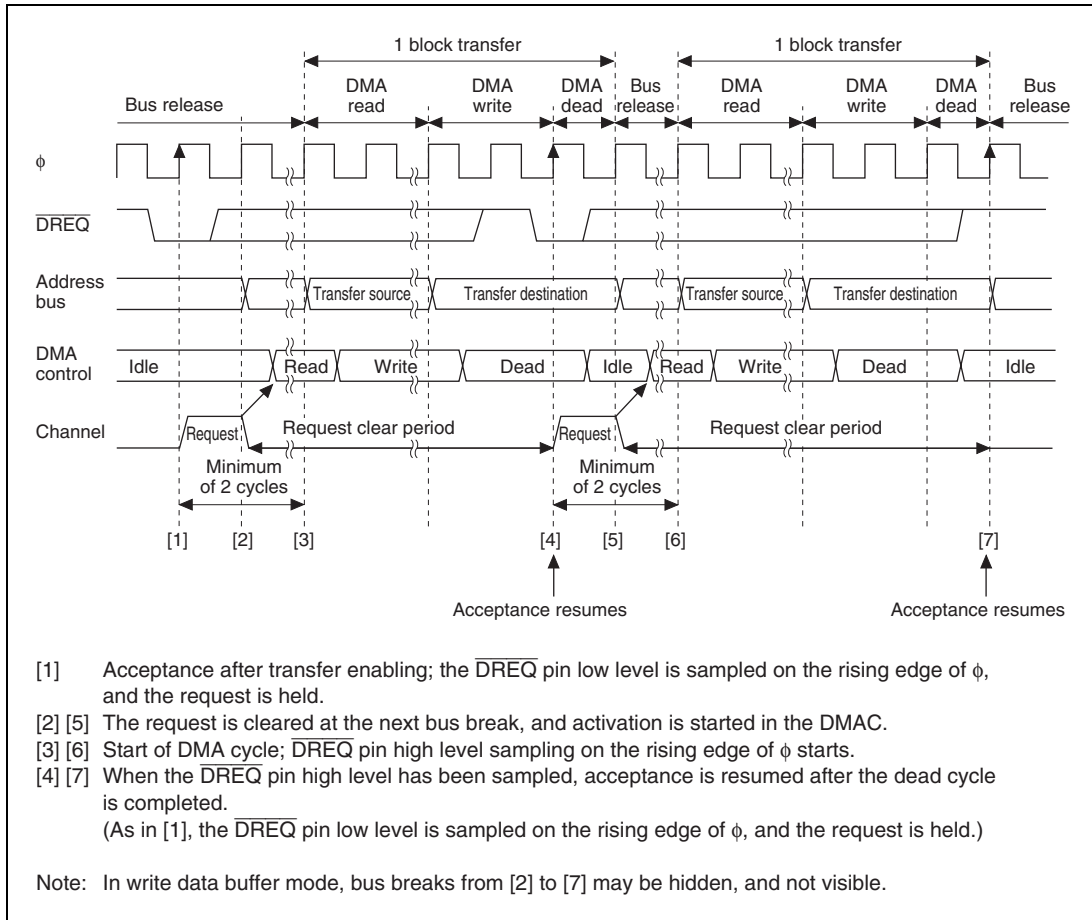 1 block transfer 1 block transfer
DMA DMA DMA Bus DMA DMA DMA Bus
Bus release read write dead release read write dead release
φ
DREQ
Address
bus Transfer source Transfer destination Transfer source Transfer destination
DMA
control Idle Read Write Dead Idle Read Write Dead Idle
Channel Request Request clear period Request Request clear period
Minimum Minimum
of 2 cycles of 2 cycles
[1] [2] [3] [4] [5] [6] [7]
Acceptance resumes Acceptance resumes
[1] Acceptance after transfer enabling; the DREQ pin low level is sampled on the rising edge of φ,
and the request is held.
[2] [5] The request is cleared at the next bus break, and activation is started in the DMAC.
[3] [6] Start of DMA cycle; DREQ pin high level sampling on the rising edge of φ starts.
[4] [7] When the DREQ pin high level has been sampled, acceptance is resumed after the dead cycle
is completed.
(As in [1], the DREQ pin low level is sampled on the rising edge of φ, and the request is held.)
Note: In write data buffer mode, bus breaks from [2] to [7] may be hidden, and not visible.